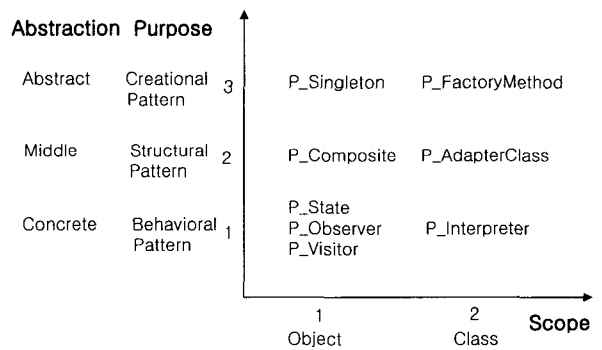 Abstraction Purpose
Abstract Creational Pattern 3 P_Singleton P_FactoryMethod
Middle Structural Pattern 2 P_Composite P_AdapterClass
P_State
Concrete Behavioral Pattern 1 P_Observer P_Interpreter
P_Visitor
1 2 Scope
Object Class